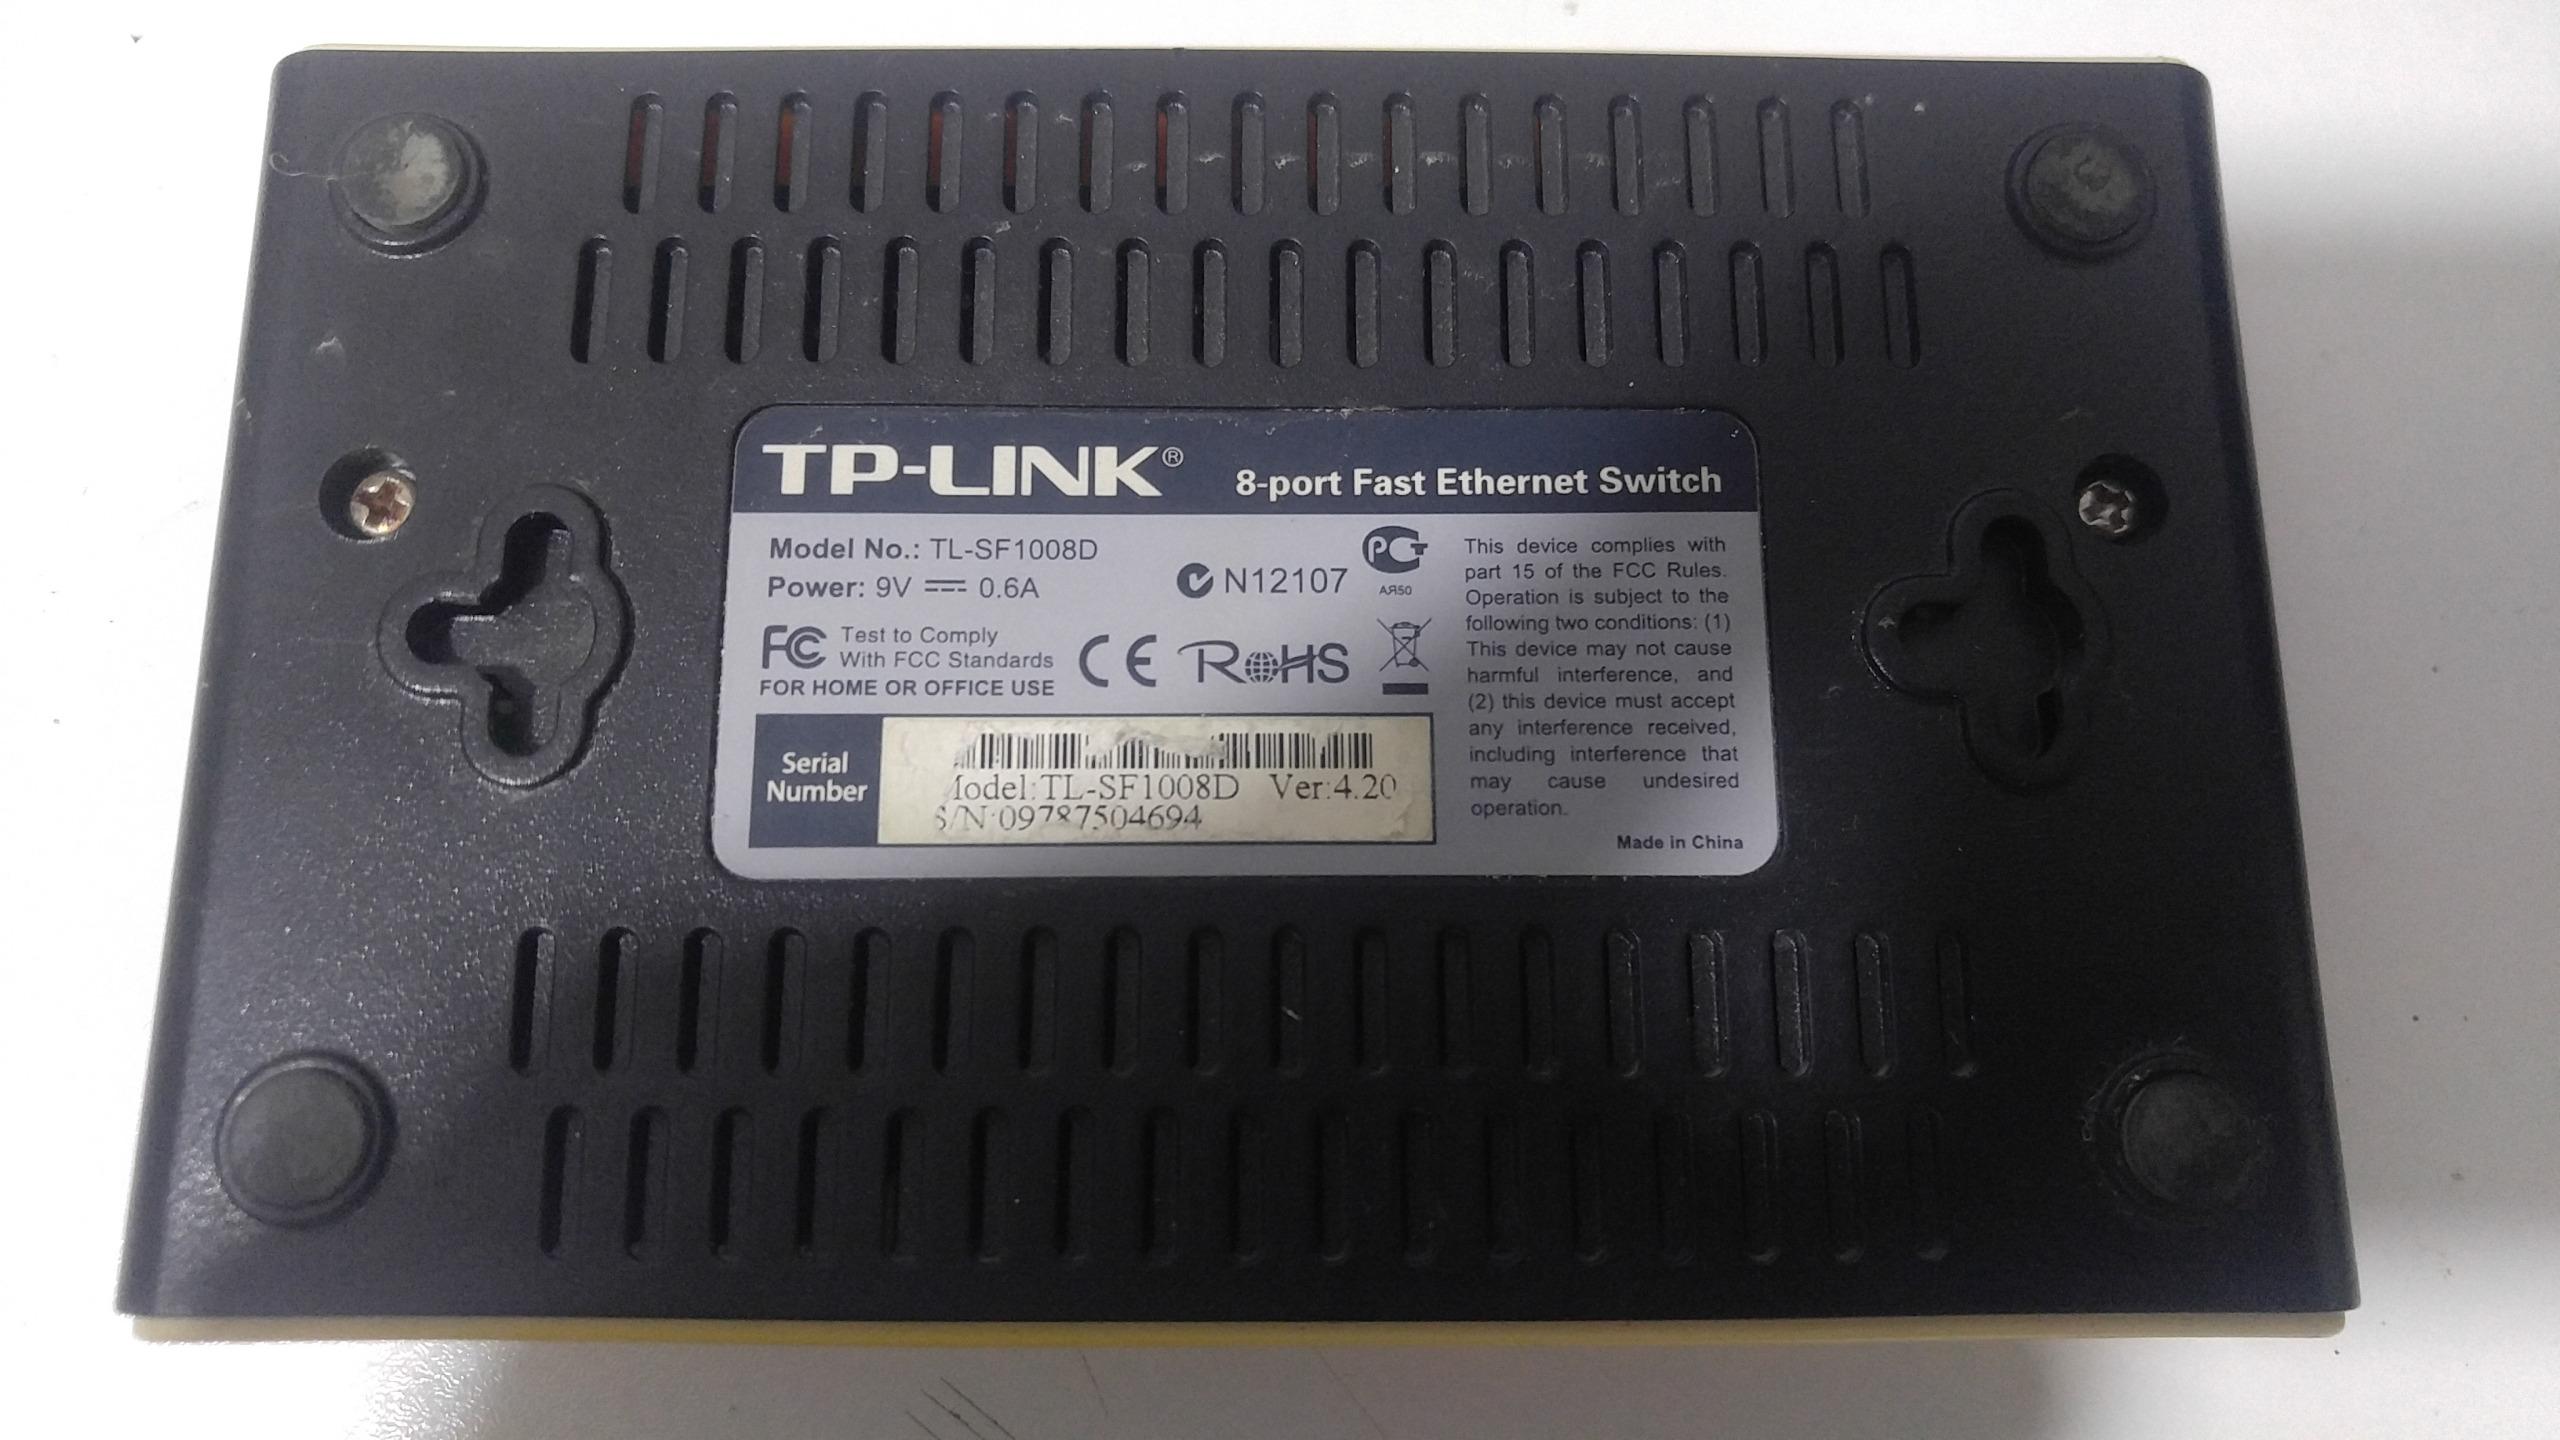 TP-LINK® 8-port Fast Ethernet Switch
Model No.: TL-SF1008D
Power: 9V ⎓ 0.6A
N12107
PCT
АЯ50
FC Test to Comply
With FCC Standards
FOR HOME OR OFFICE USE
CE RoHS
This device complies with
part 15 of the FCC Rules.
Operation is subject to the
following two conditions: (1)
This device may not cause
harmful interference, and
(2) this device must accept
any interference received,
including interference that
may cause undesired
operation.
Serial
Number
Model:TL-SF1008D Ver:4.20
S/N:09787504694
Made in China